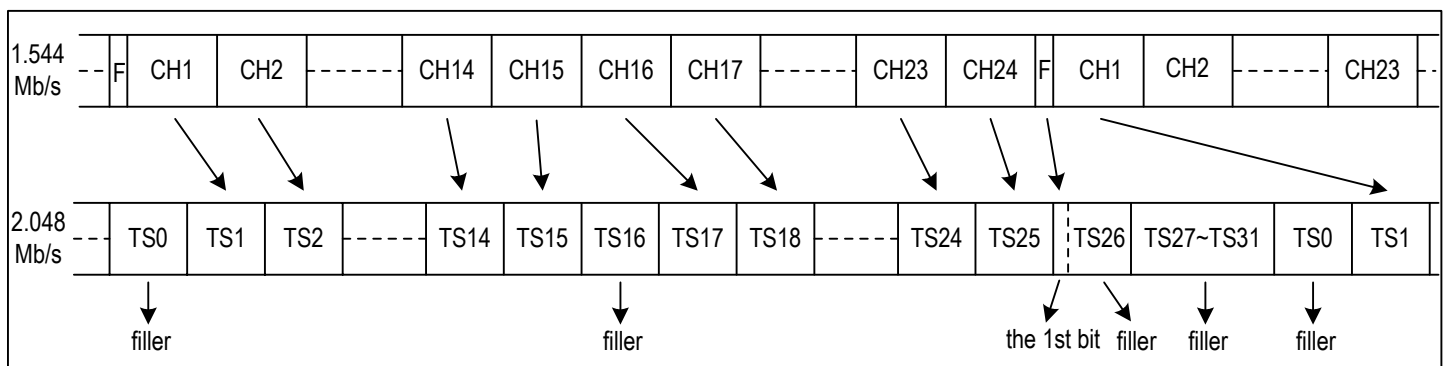 1.544
Mb/s
F CH1 CH2 CH14 CH15 CH16 CH17 CH23 CH24 F CH1 CH2 CH23
2.048
Mb/s
TS0 TS1 TS2 TS14 TS15 TS16 TS17 TS18 TS24 TS25 TS26 TS27~TS31 TS0 TS1
filler filler the 1st bit filler filler filler